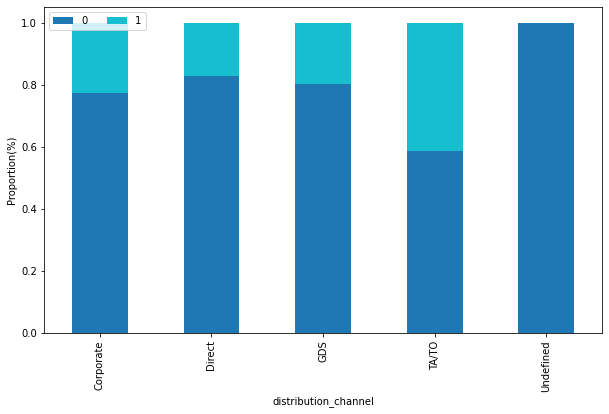 0 1
1.0
0.8
0.6
0.4
0.2
0.0
Proportion(%)
Corporate
Direct
GDS
TA/TO
Undefined
distribution_channel